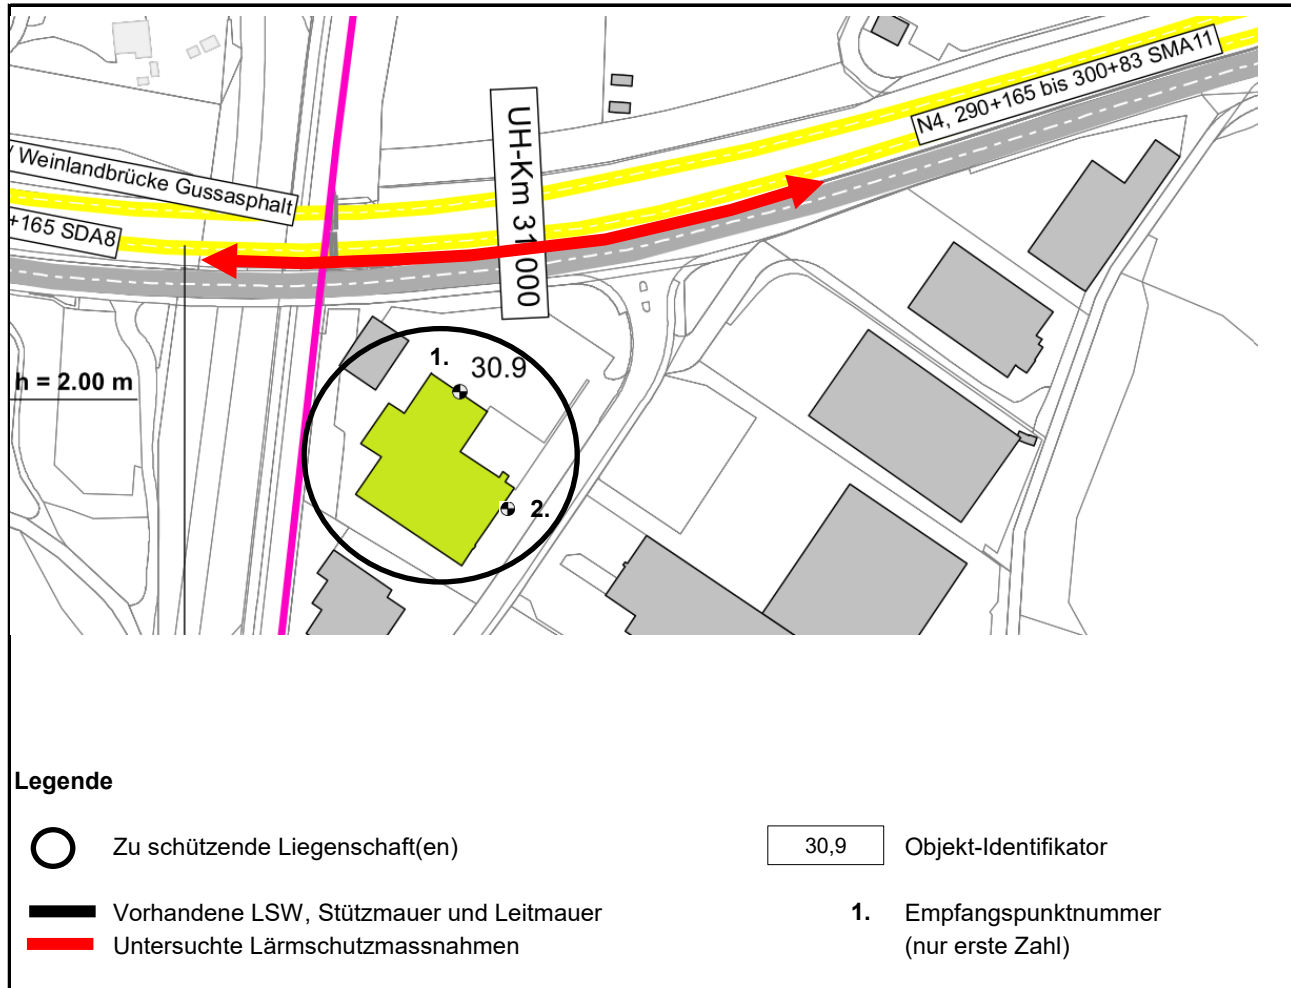 N4, 290+165 bis 300+83 SMA11
/ Weinlandbrücke Gussasphalt
+165 SDA8
UH-Km 31.000
h = 2.00 m
1.
30.9
2.
Legende
Zu schützende Liegenschaft(en)
30,9
Objekt-Identifikator
Vorhandene LSW, Stützmauer und Leitmauer
1.
Empfangspunktnummer
Untersuchte Lärmschutzmassnahmen
(nur erste Zahl)